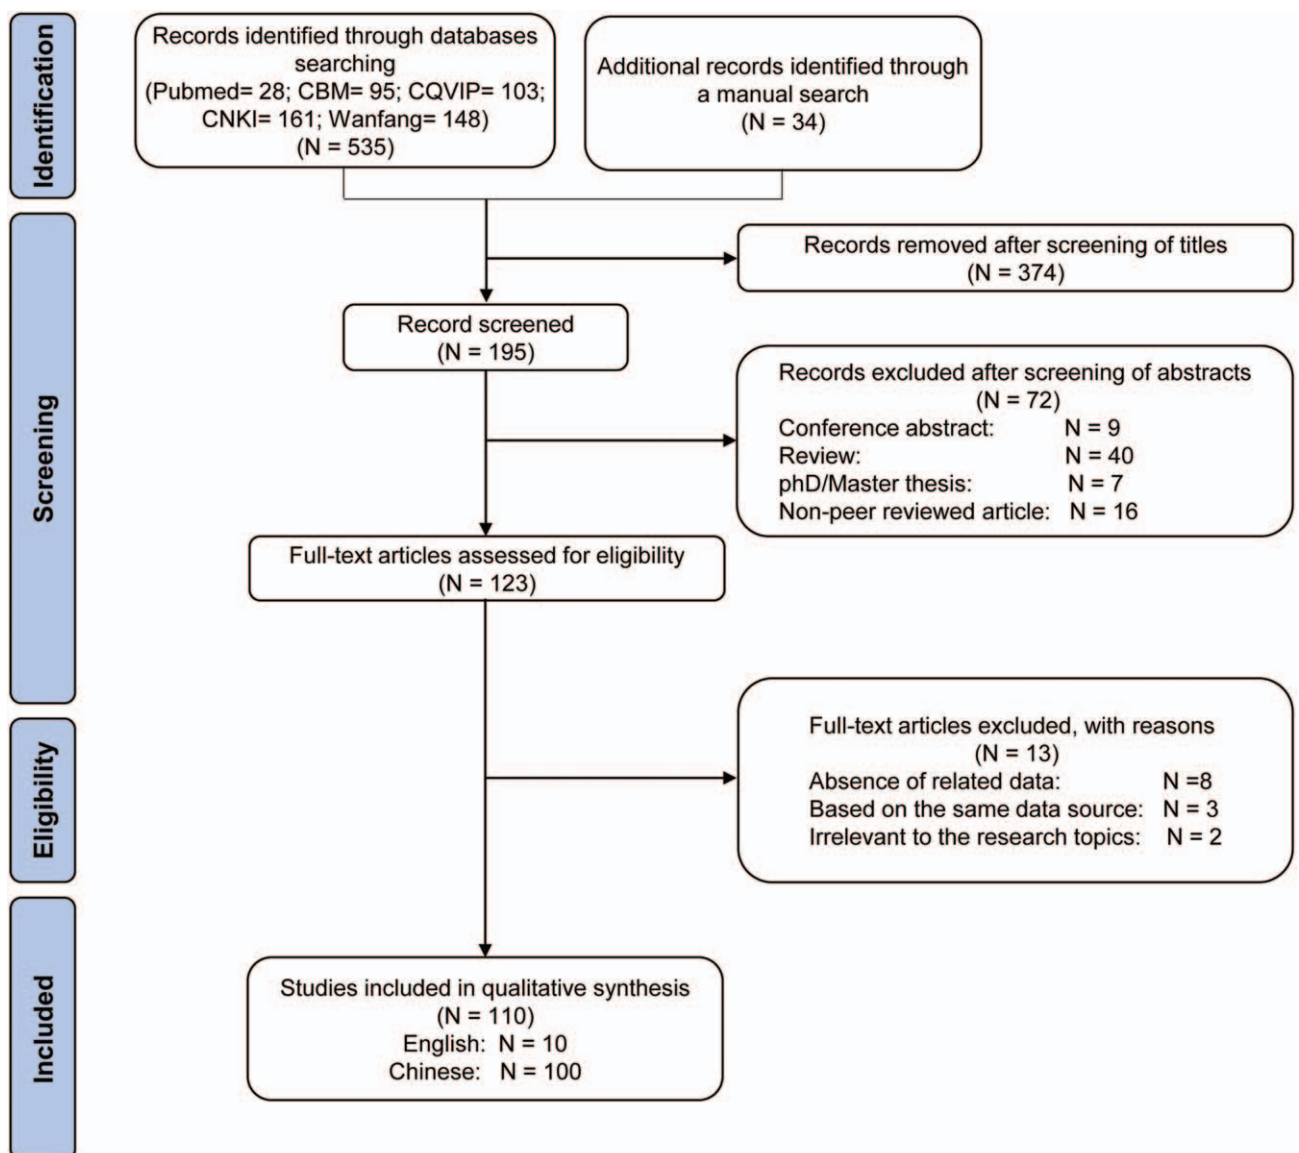 Identification
Records identified through databases
searching
(Pubmed= 28; CBM= 95; CQVIP= 103;
CNKI= 161; Wanfang= 148)
(N = 535)
Additional records identified through
a manual search
(N = 34)
Screening
Records removed after screening of titles
(N = 374)
Record screened
(N = 195)
Records excluded after screening of abstracts
(N = 72)
Conference abstract: N = 9
Review: N = 40
phD/Master thesis: N = 7
Non-peer reviewed article: N = 16
Full-text articles assessed for eligibility
(N = 123)
Eligibility
Full-text articles excluded, with reasons
(N = 13)
Absence of related data: N =8
Based on the same data source: N = 3
Irrelevant to the research topics: N = 2
Included
Studies included in qualitative synthesis
(N = 110)
English: N = 10
Chinese: N = 100